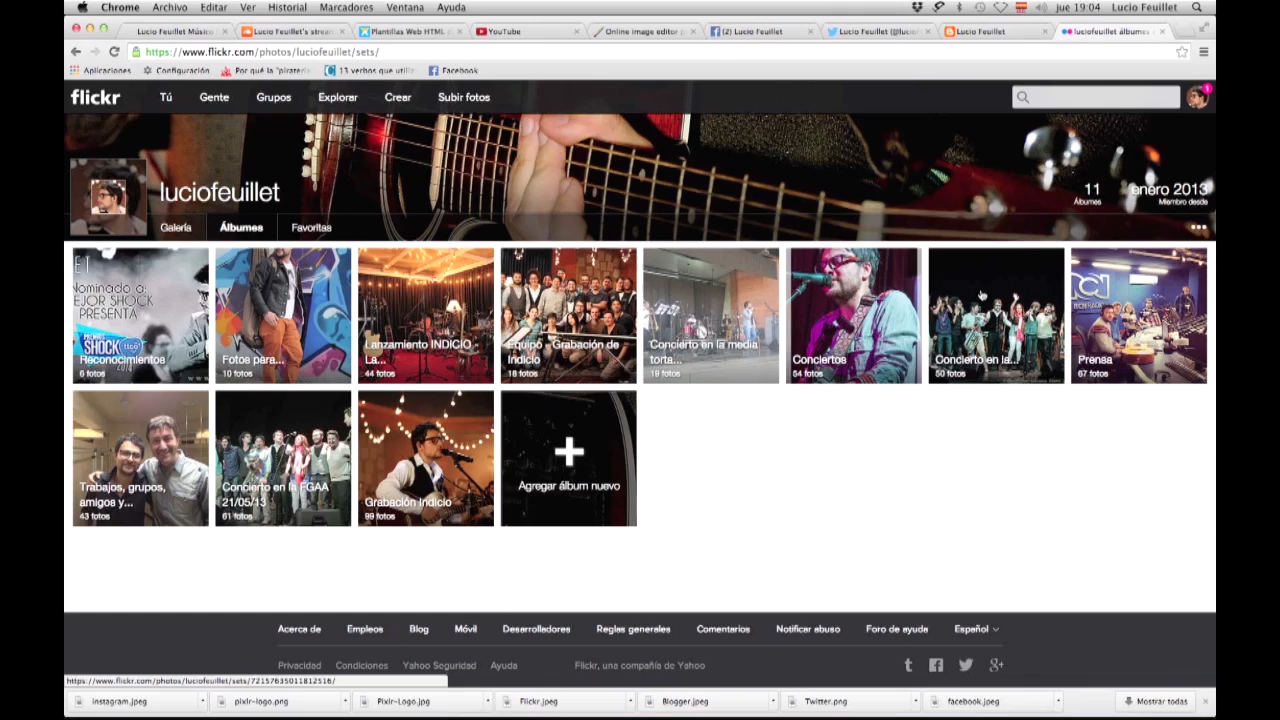 Chrome Archivo Editar Ver Historial Marcadores Ventana Ayuda jue 19:04 Lucio Feuillet
Lucio Feuillet Músico Lucio Feuillet's strean Plantillas Web HTML YouTube Online image editor (2) Lucio Feuillet Lucio Feuillet (@lucio Lucio Feuillet luciofeuillet álbumes
https://www.flickr.com/photos/luciofeuillet/sets/
Aplicaciones Configuración Por qué la "piratería 13 verbos que utiliz Facebook
flickr Tú Gente Grupos Explorar Crear Subir fotos 1
luciofeuillet
11 enero 2013
Álbumes Miembro desde
Galería Álbumes Favoritas
ET
Nominado a:
MEJOR SHOCK
PRESENTA
SHOCK tigo
Reconocimientos
6 fotos
Fotos para...
10 fotos
Lanzamiento INDICIO -
La...
44 fotos
Equipo - Grabación de
Indicio
18 fotos
Concierto en la media
torta...
19 fotos
Conciertos
54 fotos
Concierto en la...
50 fotos
Prensa
67 fotos
Trabajos, grupos,
amigos y...
43 fotos
Concierto en la FGAA
21/05/13
61 fotos
Grabación Indicio
99 fotos
Agregar álbum nuevo
Acerca de Empleos Blog Móvil Desarrolladores Reglas generales Comentarios Notificar abuso Foro de ayuda Español
Privacidad Condiciones Yahoo Seguridad Ayuda Flickr, una compañía de Yahoo
https://www.flickr.com/photos/luciofeuillet/sets/72157635011812516/
instagram.jpeg pixlr-logo.png Pixlr-Logo.jpg Flickr.jpeg Blogger.jpeg Twitter.png facebook.jpeg Mostrar todas